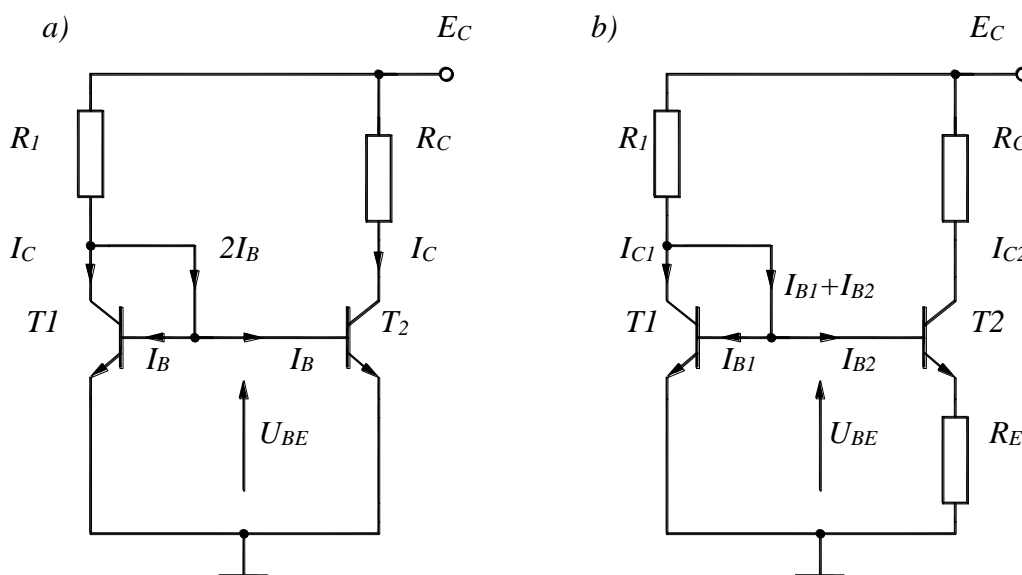 a) E_C b) E_C
R_1 R_C R_1 R_C
I_C 2I_B I_C I_C1 I_C2
I_B1+I_B2
T1 T_2 T1 T2
I_B I_B I_B1 I_B2
U_BE U_BE R_E